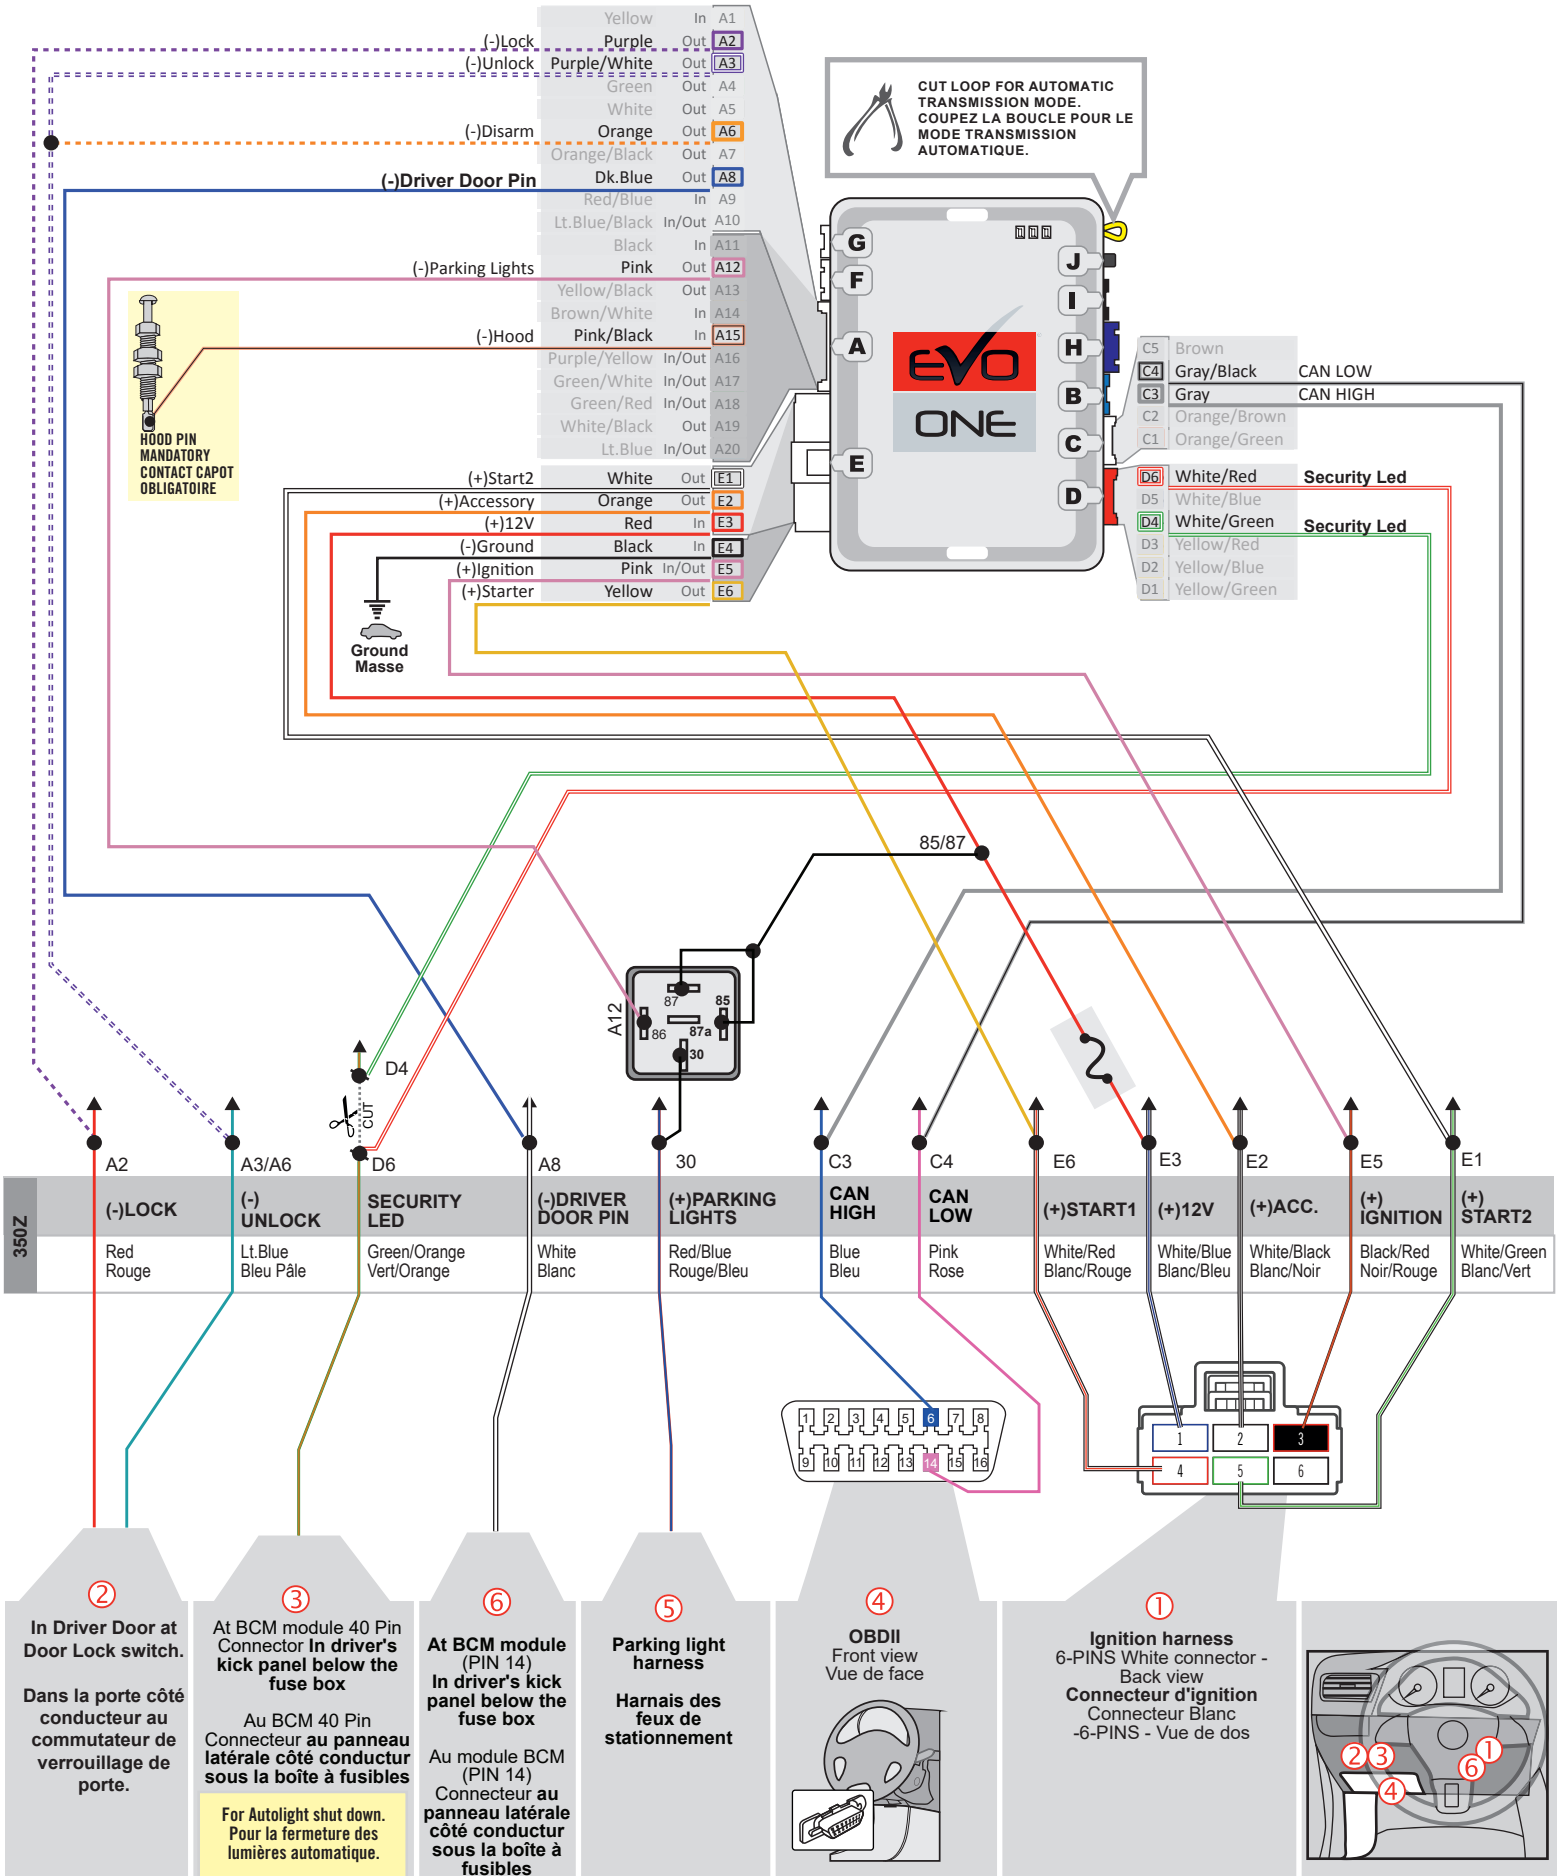 Yellow In A1
(-)Lock Purple Out A2
(-)Unlock Purple/White Out A3
Green Out A4
White Out A5
(-)Disarm Orange Out A6
Orange/Black Out A7
(-)Driver Door Pin Dk.Blue Out A8
Red/Blue In A9
Lt.Blue/Black In/Out A10
Black In A11
(-)Parking Lights Pink Out A12
Yellow/Black Out A13
Brown/White In A14
(-)Hood Pink/Black In A15
Purple/Yellow In/Out A16
Green/White In/Out A17
Green/Red In/Out A18
White/Black Out A19
Lt.Blue In/Out A20
(+)Start2 White Out E1
(+)Accessory Orange Out E2
(+)12V Red In E3
(-)Ground Black In E4
(+)Ignition Pink In/Out E5
(+)Starter Yellow Out E6
HOOD PIN
MANDATORY
CONTACT CAPOT
OBLIGATOIRE
Ground
Masse
CUT LOOP FOR AUTOMATIC
TRANSMISSION MODE.
COUPEZ LA BOUCLE POUR LE
MODE TRANSMISSION
AUTOMATIQUE.
G
F
A
E
J
I
H
B
C
D
EVO
ONE
C5 Brown
C4 Gray/Black CAN LOW
C3 Gray CAN HIGH
C2 Orange/Brown
C1 Orange/Green
D6 White/Red Security Led
D5 White/Blue
D4 White/Green Security Led
D3 Yellow/Red
D2 Yellow/Blue
D1 Yellow/Green
85/87
A12
87
85
86
87a
30
D4
CUT
A2 A3/A6 D6 A8 30 C3 C4 E6 E3 E2 E5 E1
350Z
(-)LOCK
(-)
UNLOCK
SECURITY
LED
(-)DRIVER
DOOR PIN
(+)PARKING
LIGHTS
CAN
HIGH
CAN
LOW
(+)START1
(+)12V
(+)ACC.
(+)
IGNITION
(+)
START2
Red
Rouge
Lt.Blue
Bleu Pâle
Green/Orange
Vert/Orange
White
Blanc
Red/Blue
Rouge/Bleu
Blue
Bleu
Pink
Rose
White/Red
Blanc/Rouge
White/Blue
Blanc/Bleu
White/Black
Blanc/Noir
Black/Red
Noir/Rouge
White/Green
Blanc/Vert
1 2 3 4 5 6 7 8
9 10 11 12 13 14 15 16
1 2 3
4 5 6
2
In Driver Door at
Door Lock switch.
Dans la porte côté
conducteur au
commutateur de
verrouillage de
porte.
3
At BCM module 40 Pin
Connector In driver's
kick panel below the
fuse box
Au BCM 40 Pin
Connecteur au panneau
latérale côté conductur
sous la boîte à fusibles
For Autolight shut down.
Pour la fermeture des
lumières automatique.
6
At BCM module
(PIN 14)
In driver's kick
panel below the
fuse box
Au module BCM
(PIN 14)
Connecteur au
panneau latérale
côté conductur
sous la boîte à
fusibles
5
Parking light
harness
Harnais des
feux de
stationnement
4
OBDII
Front view
Vue de face
1
Ignition harness
6-PINS White connector -
Back view
Connecteur d'ignition
Connecteur Blanc
-6-PINS - Vue de dos
2 3 1
6
4